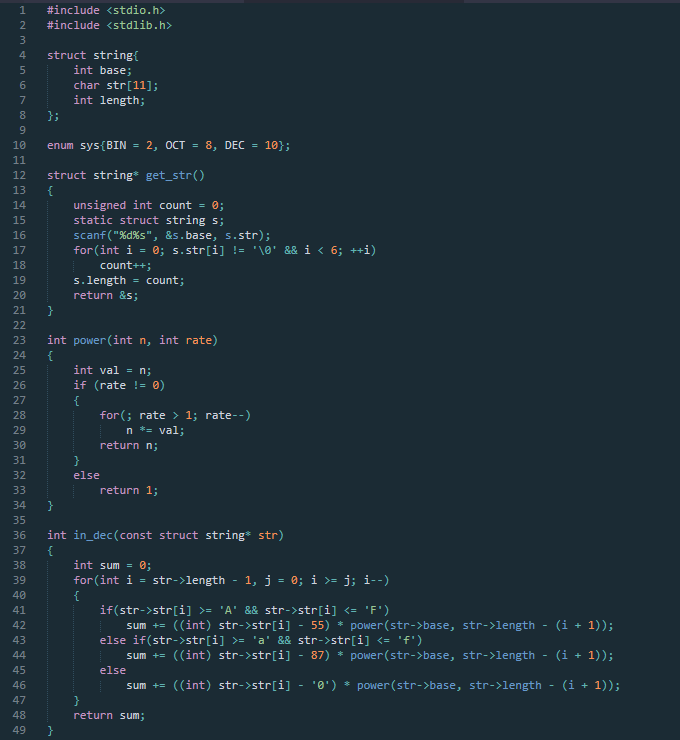 1 #include <stdio.h>
2 #include <stdlib.h>
3
4 struct string{
5     int base;
6     char str[11];
7     int length;
8 };
9
10 enum sys{BIN = 2, OCT = 8, DEC = 10};
11
12 struct string* get_str()
13 {
14     unsigned int count = 0;
15     static struct string s;
16     scanf("%d%s", &s.base, s.str);
17     for(int i = 0; s.str[i] != '\0' && i < 6; ++i)
18         count++;
19     s.length = count;
20     return &s;
21 }
22
23 int power(int n, int rate)
24 {
25     int val = n;
26     if (rate != 0)
27     {
28         for(; rate > 1; rate--)
29             n *= val;
30         return n;
31     }
32     else
33         return 1;
34 }
35
36 int in_dec(const struct string* str)
37 {
38     int sum = 0;
39     for(int i = str->length - 1, j = 0; i >= j; i--)
40     {
41         if(str->str[i] >= 'A' && str->str[i] <= 'F')
42             sum += ((int) str->str[i] - 55) * power(str->base, str->length - (i + 1));
43         else if(str->str[i] >= 'a' && str->str[i] <= 'f')
44             sum += ((int) str->str[i] - 87) * power(str->base, str->length - (i + 1));
45         else
46             sum += ((int) str->str[i] - '0') * power(str->base, str->length - (i + 1));
47     }
48     return sum;
49 }